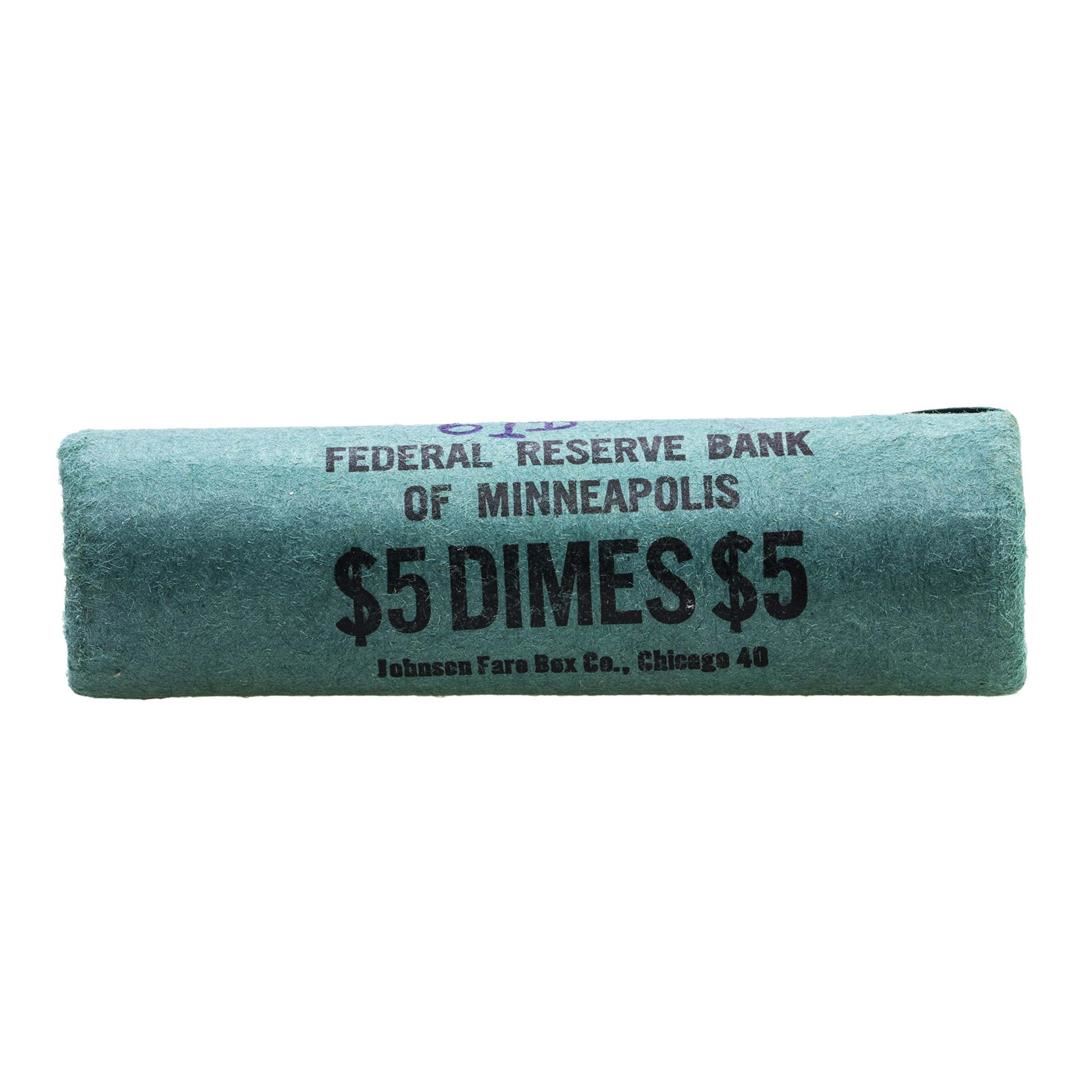 FEDERAL RESERVE BANK
OF MINNEAPOLIS
$5 DIMES $5
Johnson Fare Box Co., Chicago 40